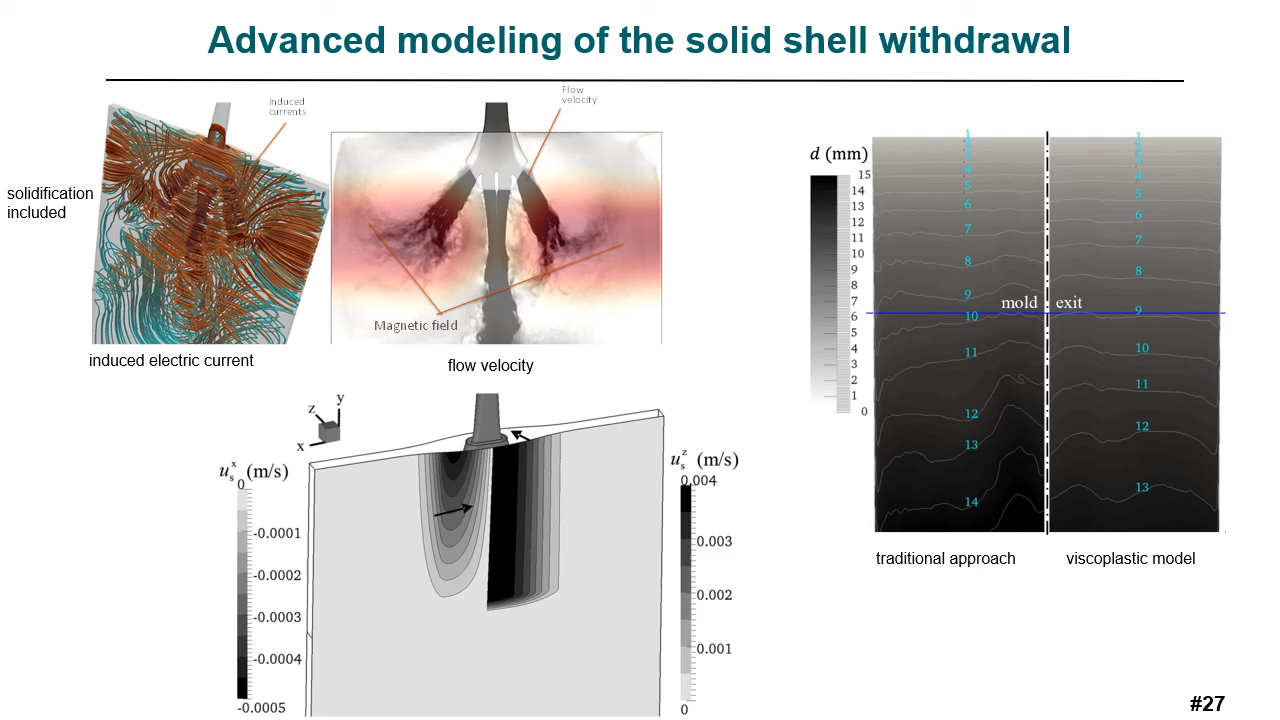 Advanced modeling of the solid shell withdrawal
Induced
currents
Flow
velocity
solidification
included
Magnetic field
induced electric current
flow velocity
d (mm)
15
14
13
12
11
10
9
8
7
6
5
4
3
2
1
0
1
2
3
4
5
6
7
8
9
10
11
12
13
14
1
2
3
4
5
6
7
8
9
10
11
12
13
mold exit
traditional approach
viscoplastic model
z
y
x
uₛˣ (m/s)
0
-0.0001
-0.0002
-0.0003
-0.0004
-0.0005
uₛᶻ (m/s)
0.004
0.003
0.002
0.001
0
#27